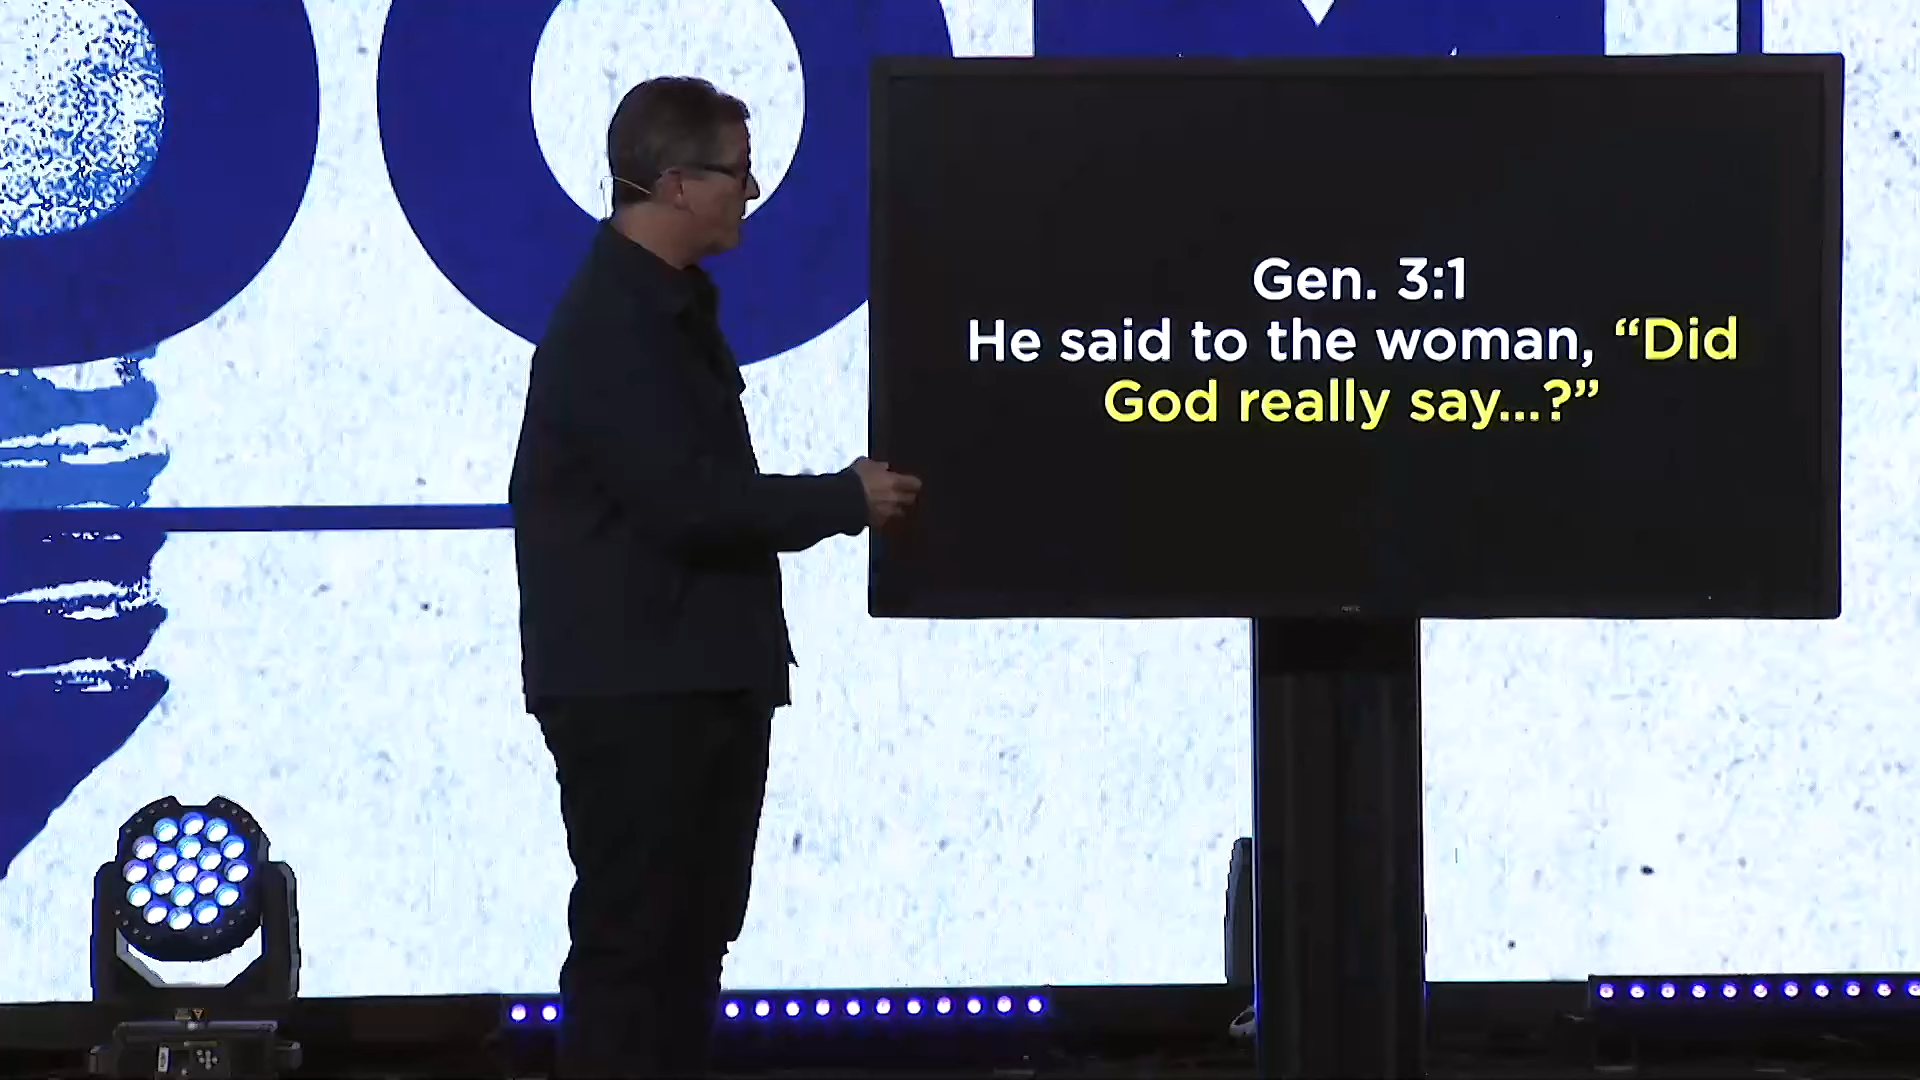 Gen. 3:1
He said to the woman, “Did
God really say...?”